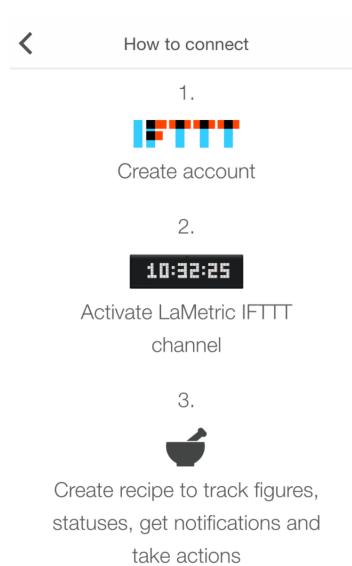 How to connect
1.
IFTTT
Create account
2.
10:32:25
Activate LaMetric IFTTT
channel
3.
Create recipe to track figures,
statuses, get notifications and
take actions